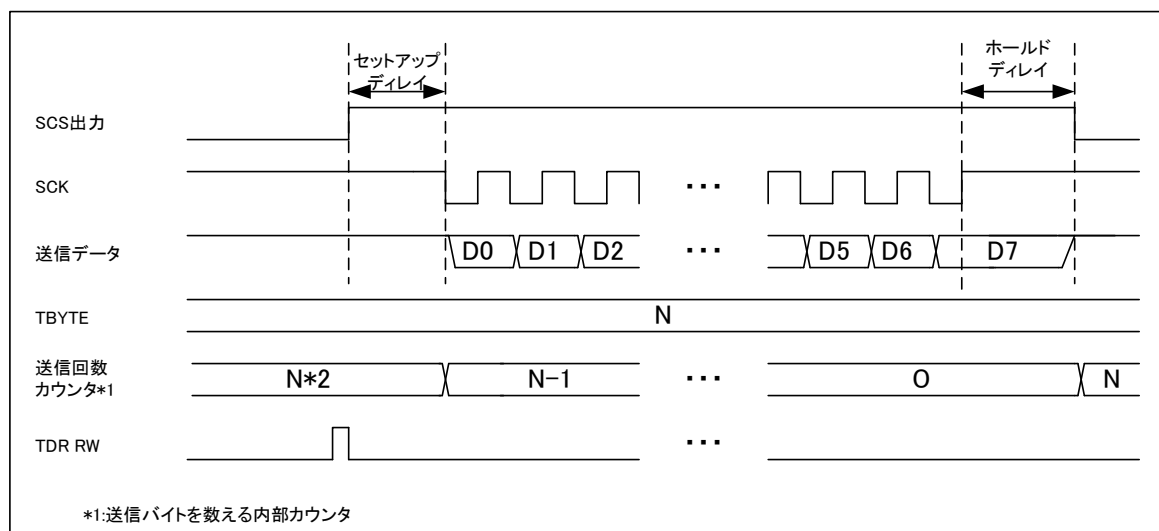 セットアップ
ディレイ
ホールド
ディレイ
SCS出力
SCK
･･･
送信データ
D0 D1 D2 ･･･ D5 D6 D7
TBYTE
N
送信回数
カウンタ*1
N*2 N-1 ･･･ 0 N
TDR RW
･･･
*1:送信バイトを数える内部カウンタ